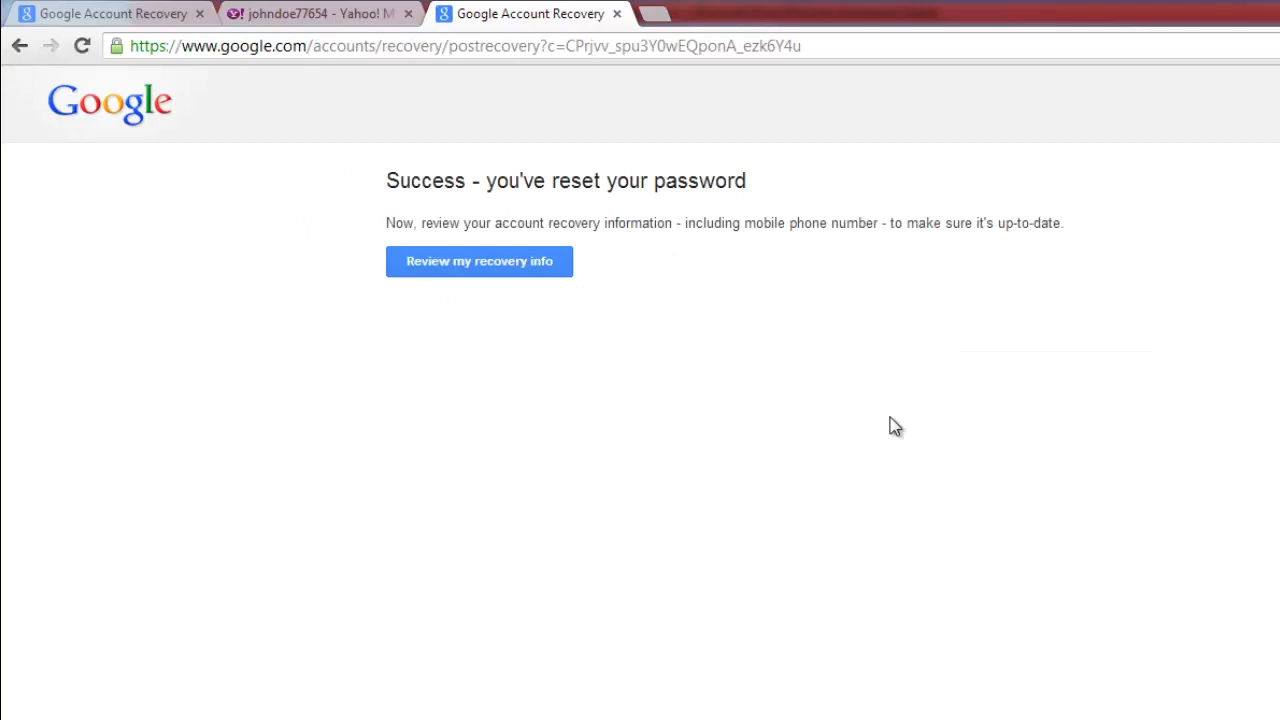 Google Account Recovery
johndoe77654 - Yahoo! M
Google Account Recovery
https://www.google.com/accounts/recovery/postrecovery?c=CPrjvv_spu3Y0wEQponA_ezk6Y4u
Google
Success - you've reset your password
Now, review your account recovery information - including mobile phone number - to make sure it's up-to-date.
Review my recovery info